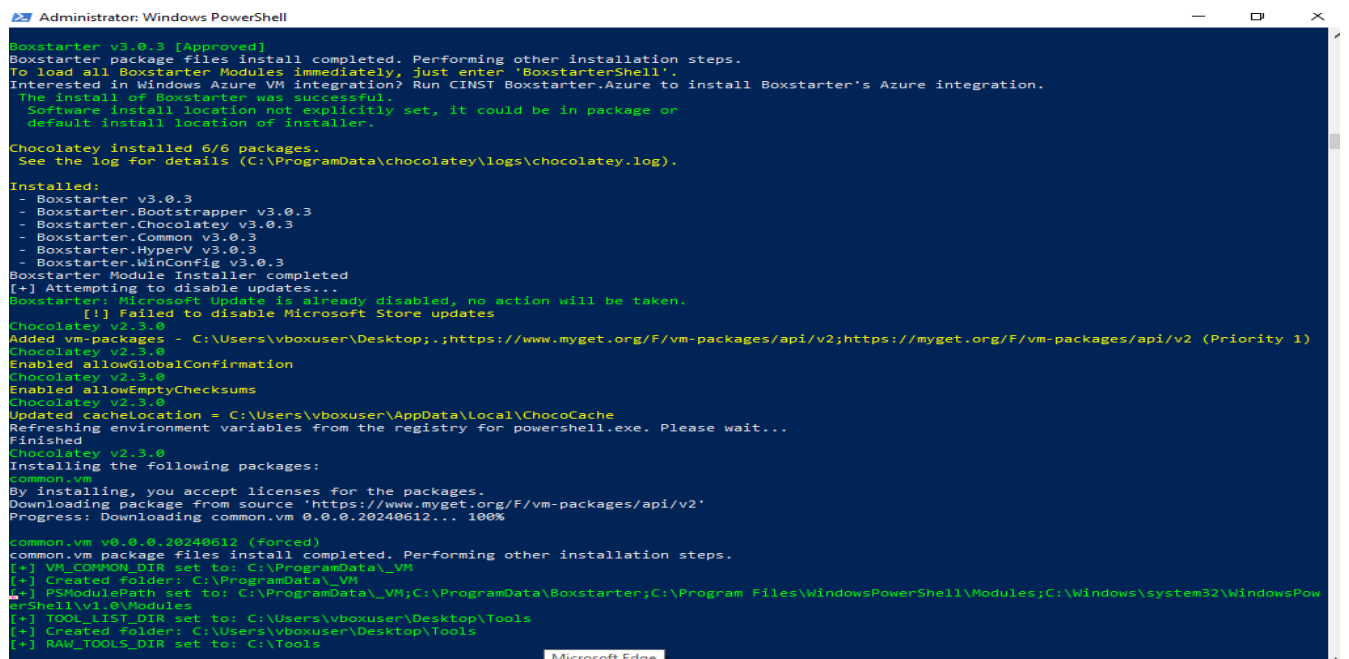 Administrator: Windows PowerShell
Boxstarter v3.0.3 [Approved]
Boxstarter package files install completed. Performing other installation steps.
To load all Boxstarter Modules immediately, just enter 'BoxstarterShell'.
Interested in Windows Azure VM integration? Run CINST Boxstarter.Azure to install Boxstarter's Azure integration.
The install of Boxstarter was successful.
Software install location not explicitly set, it could be in package or
default install location of installer.
Chocolatey installed 6/6 packages.
See the log for details (C:\ProgramData\chocolatey\logs\chocolatey.log).
Installed:
- Boxstarter v3.0.3
- Boxstarter.Bootstrapper v3.0.3
- Boxstarter.Chocolatey v3.0.3
- Boxstarter.Common v3.0.3
- Boxstarter.HyperV v3.0.3
- Boxstarter.WinConfig v3.0.3
Boxstarter Module Installer completed
[+] Attempting to disable updates...
Boxstarter: Microsoft Update is already disabled, no action will be taken.
[!] Failed to disable Microsoft Store updates
Chocolatey v2.3.0
Added vm-packages - C:\Users\vboxuser\Desktop;.;https://www.myget.org/F/vm-packages/api/v2;https://myget.org/F/vm-packages/api/v2 (Priority 1)
Chocolatey v2.3.0
Enabled allowGlobalConfirmation
Chocolatey v2.3.0
Enabled allowEmptyChecksums
Chocolatey v2.3.0
Updated cacheLocation = C:\Users\vboxuser\AppData\Local\ChocoCache
Refreshing environment variables from the registry for powershell.exe. Please wait...
Finished
Chocolatey v2.3.0
Installing the following packages:
common.vm
By installing, you accept licenses for the packages.
Downloading package from source 'https://www.myget.org/F/vm-packages/api/v2'
Progress: Downloading common.vm 0.0.0.20240612... 100%
common.vm v0.0.0.20240612 (forced)
common.vm package files install completed. Performing other installation steps.
[+] VM_COMMON_DIR set to: C:\ProgramData\_VM
[+] Created folder: C:\ProgramData\_VM
[+] PSModulePath set to: C:\ProgramData\_VM;C:\ProgramData\Boxstarter;C:\Program Files\WindowsPowerShell\Modules;C:\Windows\system32\WindowsPow
erShell\v1.0\Modules
[+] TOOL_LIST_DIR set to: C:\Users\vboxuser\Desktop\Tools
[+] Created folder: C:\Users\vboxuser\Desktop\Tools
[+] RAW_TOOLS_DIR set to: C:\Tools
Microsoft Edge